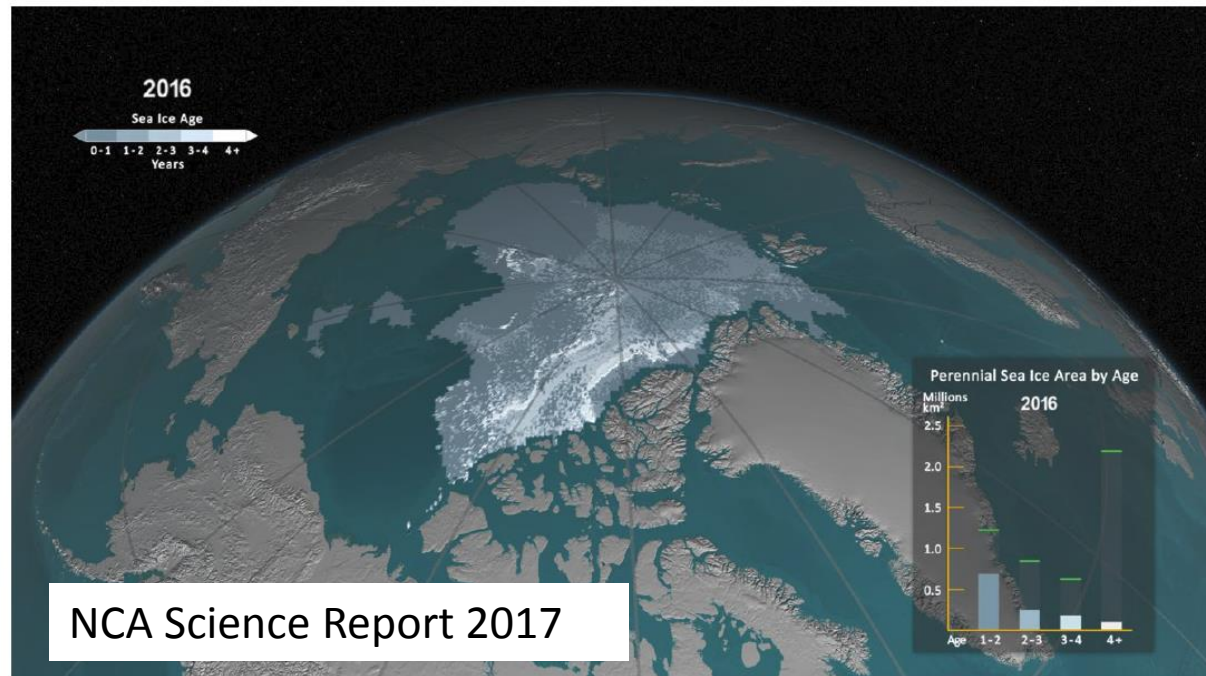 2016
Sea Ice Age
0-1 1-2 2-3 3-4 4+
Years
Perennial Sea Ice Area by Age
Millions
km²
2016
2.5
2.0
1.5
1.0
0.5
Age 1-2 2-3 3-4 4+
NCA Science Report 2017